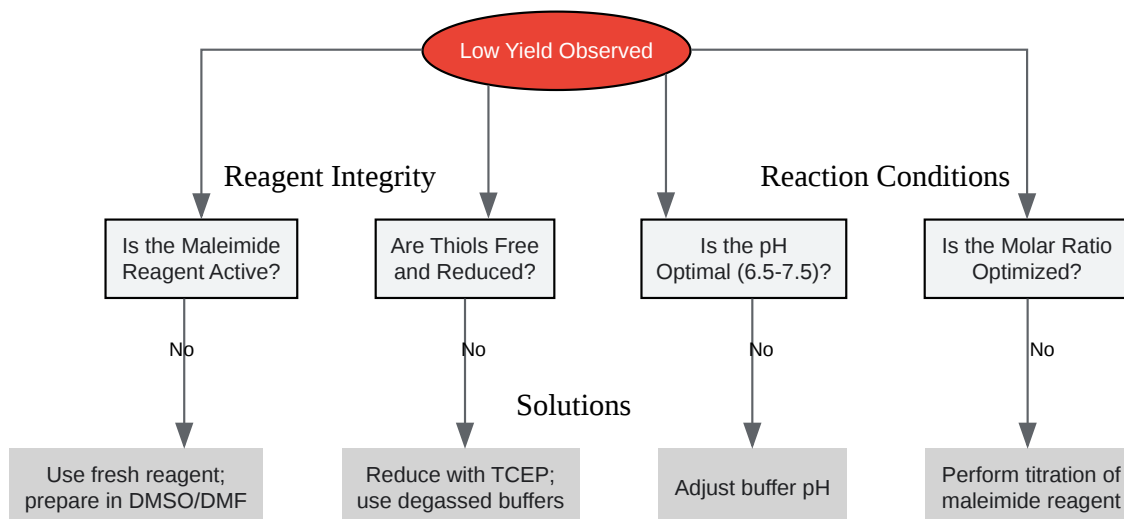 Low Yield Observed
Reagent Integrity
Reaction Conditions
Is the Maleimide
Reagent Active?
Are Thiols Free
and Reduced?
Is the pH
Optimal (6.5-7.5)?
Is the Molar Ratio
Optimized?
No
No
No
No
Solutions
Use fresh reagent;
prepare in DMSO/DMF
Reduce with TCEP;
use degassed buffers
Adjust buffer pH
Perform titration of
maleimide reagent